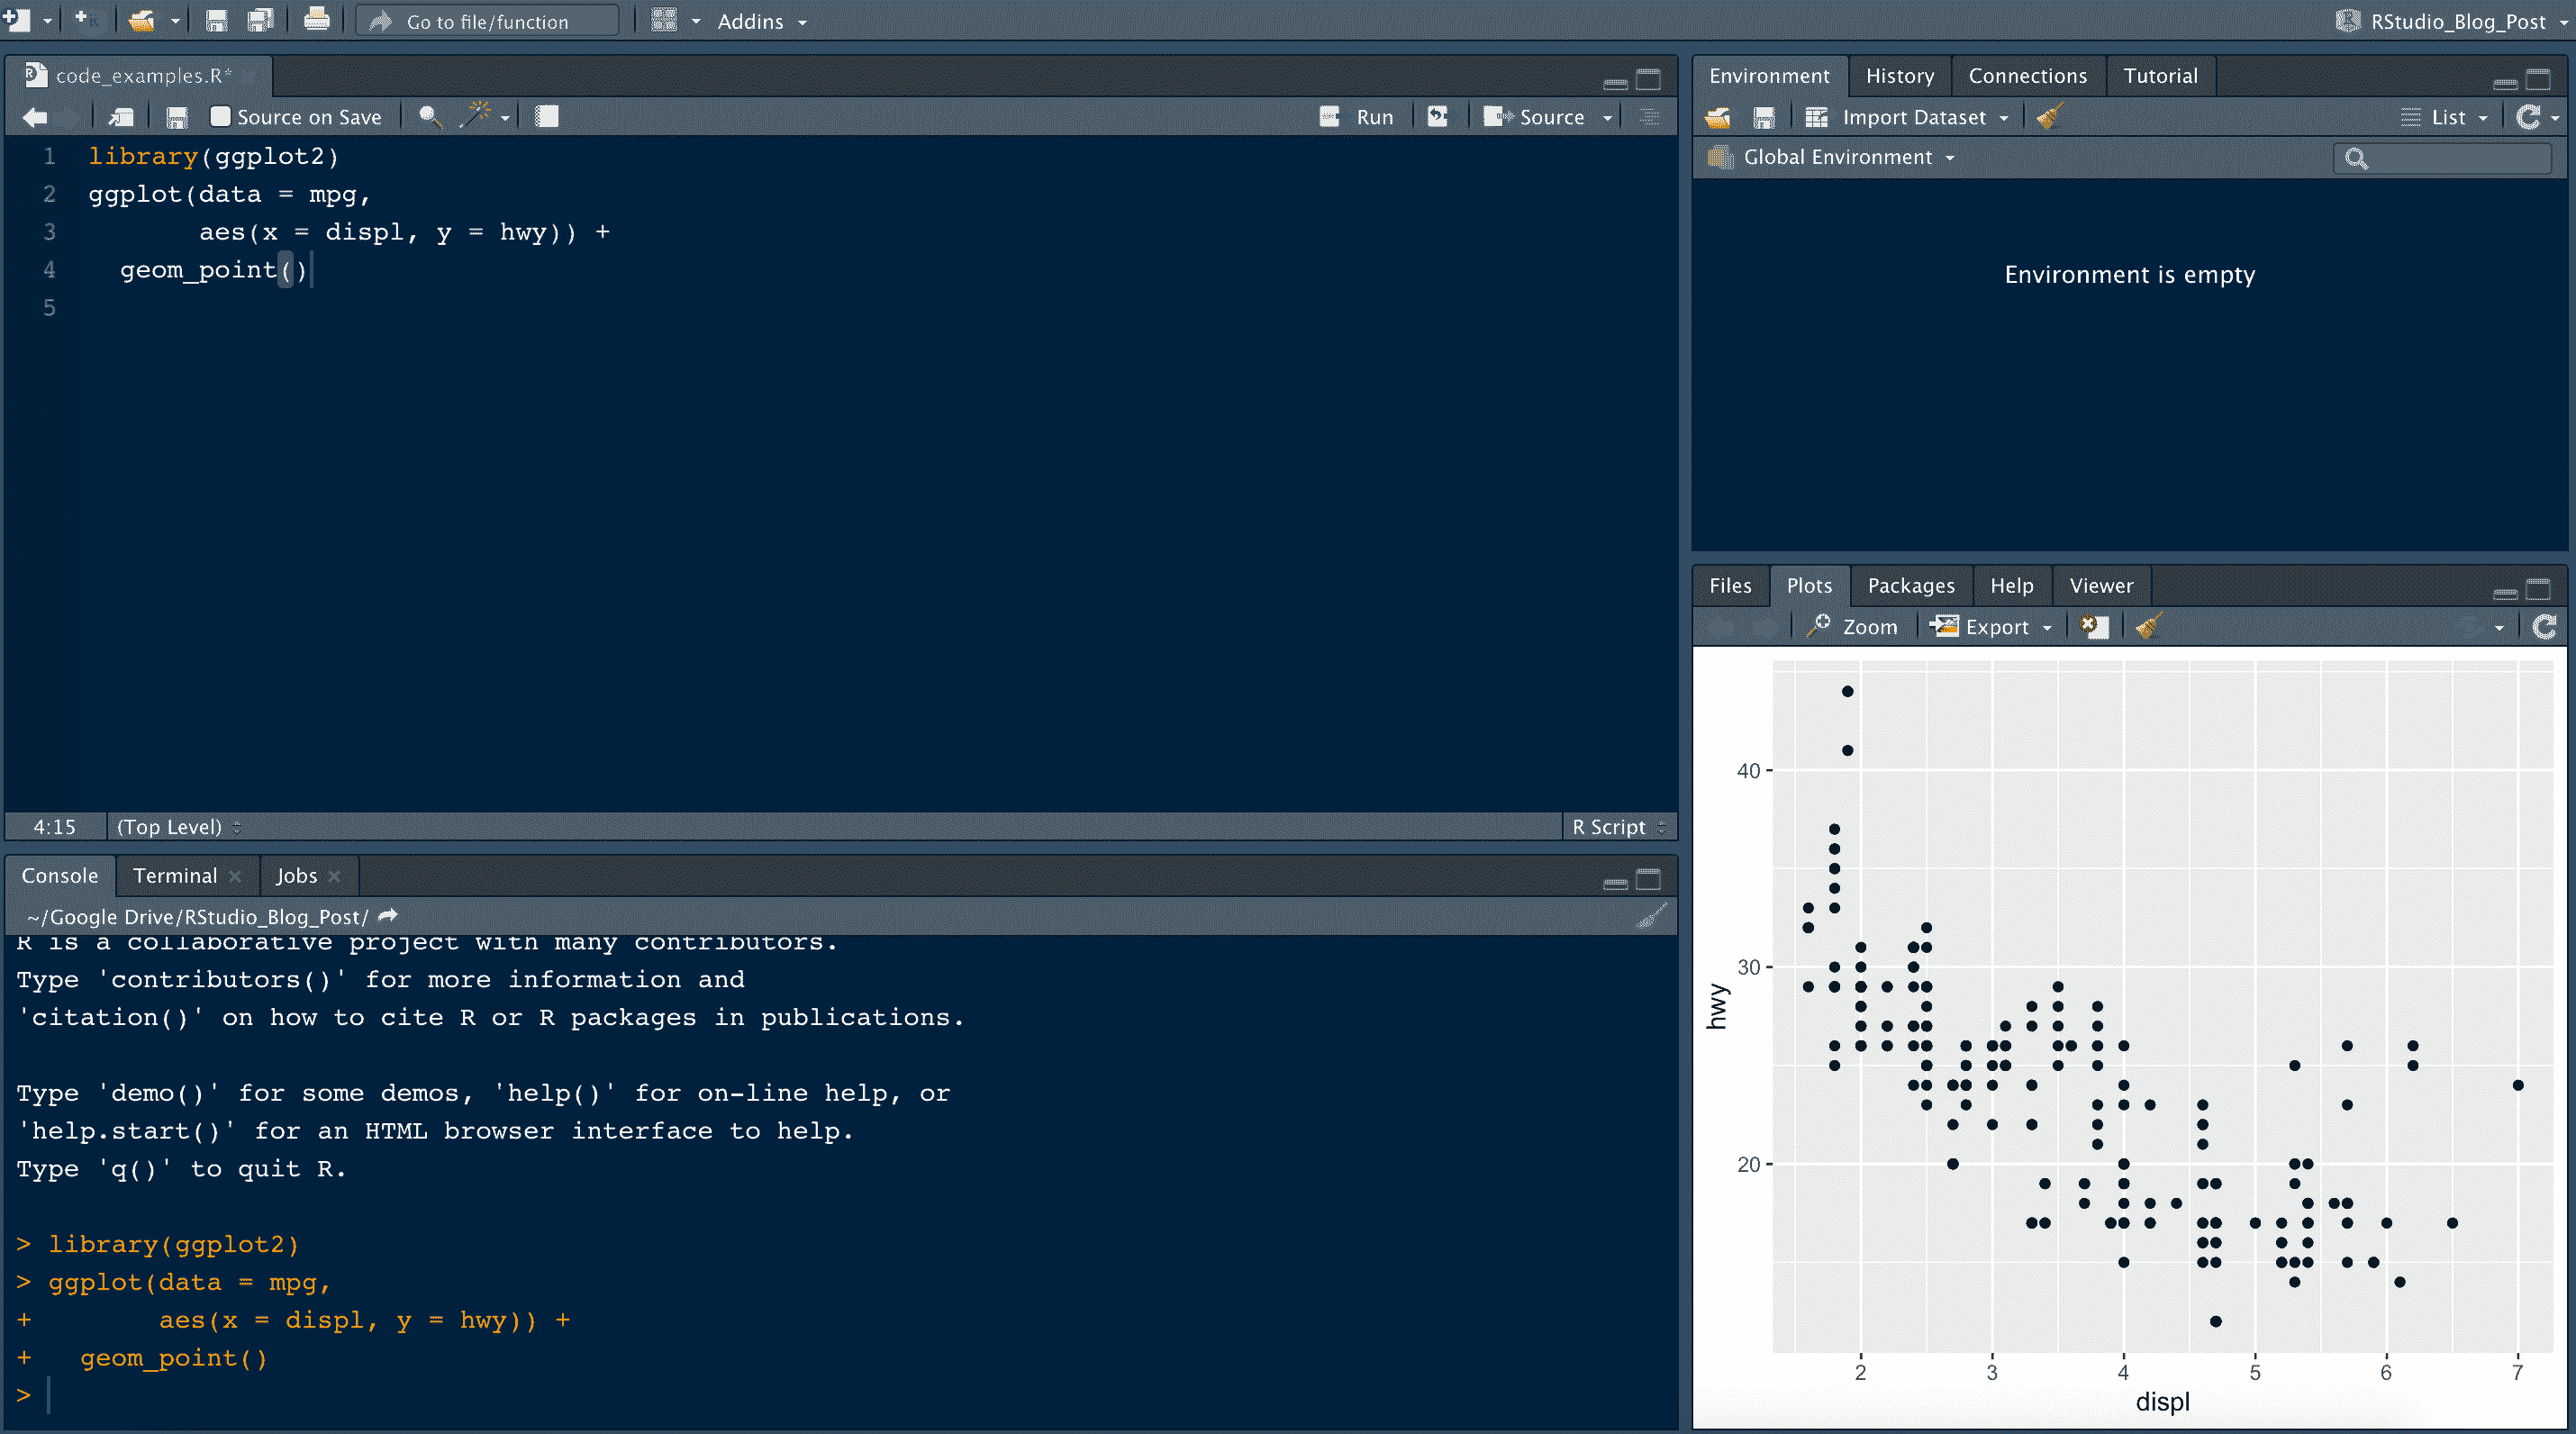 Go to file/function
Addins
RStudio_Blog_Post
code_examples.R*
Source on Save
Run
Source
1 library(ggplot2)
2 ggplot(data = mpg,
3        aes(x = displ, y = hwy)) +
4   geom_point()
5
4:15 (Top Level)
R Script
Console Terminal Jobs
~/Google Drive/RStudio_Blog_Post/
R is a collaborative project with many contributors.
Type 'contributors()' for more information and
'citation()' on how to cite R or R packages in publications.
Type 'demo()' for some demos, 'help()' for on-line help, or
'help.start()' for an HTML browser interface to help.
Type 'q()' to quit R.
> library(ggplot2)
> ggplot(data = mpg,
+        aes(x = displ, y = hwy)) +
+   geom_point()
>
Environment History Connections Tutorial
Import Dataset
List
Global Environment
Environment is empty
Files Plots Packages Help Viewer
Zoom Export
40
30
20
hwy
2 3 4 5 6 7
displ